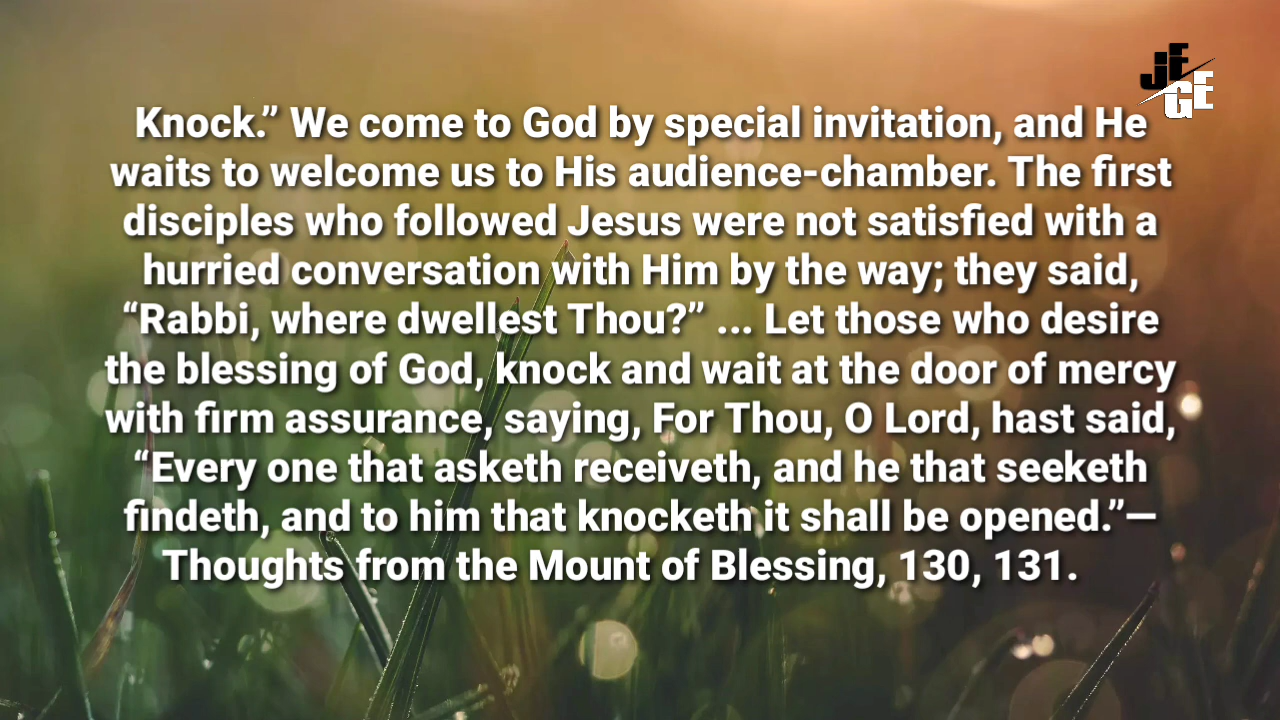 JF
GF
Knock.” We come to God by special invitation, and He
waits to welcome us to His audience-chamber. The first
disciples who followed Jesus were not satisfied with a
hurried conversation with Him by the way; they said,
“Rabbi, where dwellest Thou?” ... Let those who desire
the blessing of God, knock and wait at the door of mercy
with firm assurance, saying, For Thou, O Lord, hast said,
“Every one that asketh receiveth, and he that seeketh
findeth, and to him that knocketh it shall be opened.”—
Thoughts from the Mount of Blessing, 130, 131.